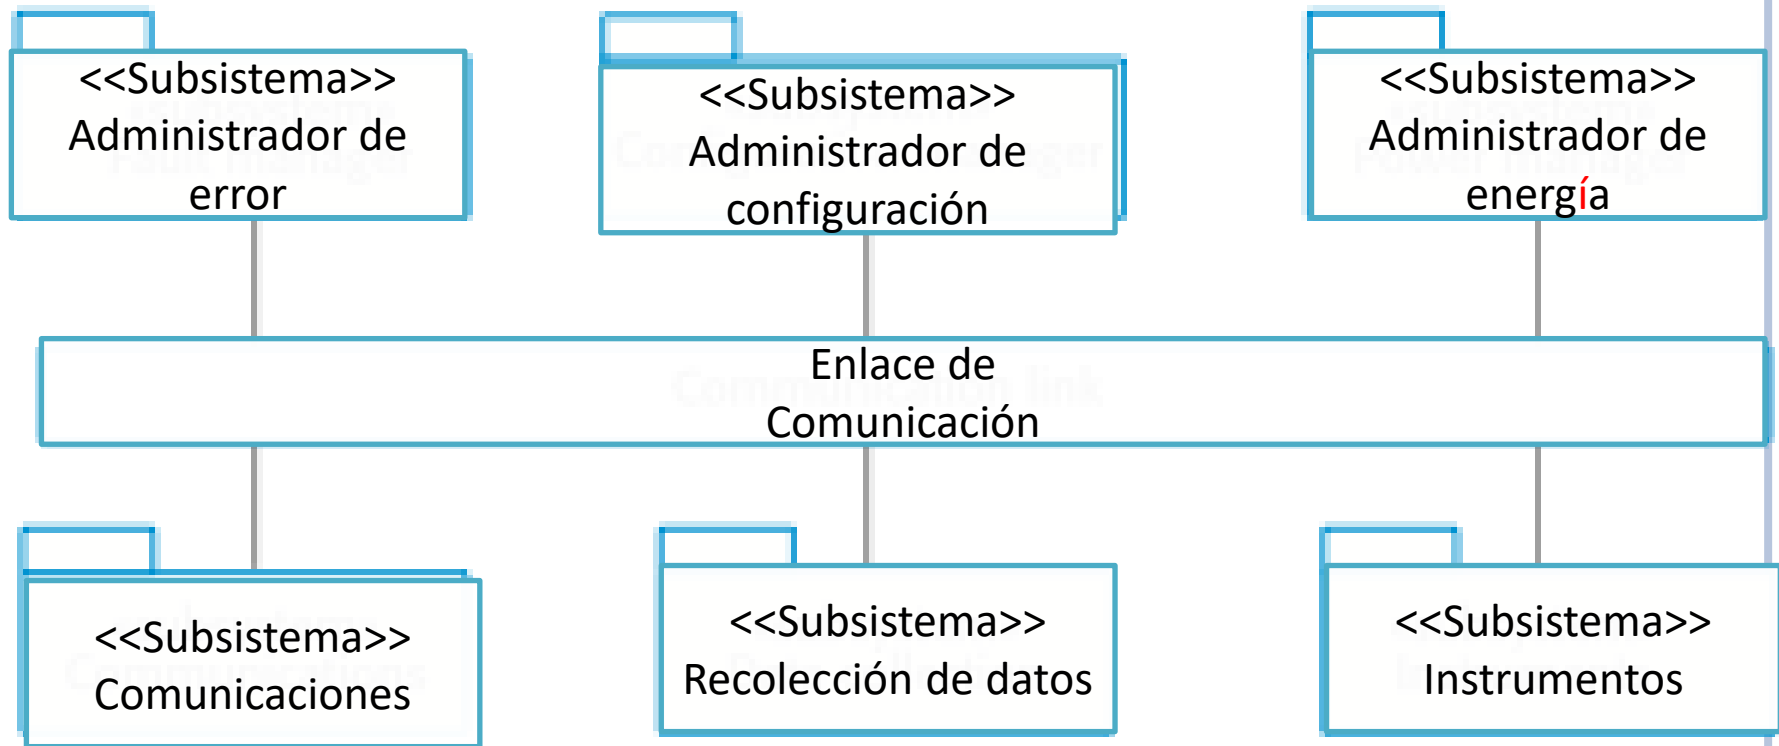 <<Subsistema>>
Administrador de
error
<<Subsistema>>
Administrador de
configuración
<<Subsistema>>
Administrador de
energía
Enlace de
Comunicación
<<Subsistema>>
Comunicaciones
<<Subsistema>>
Recolección de datos
<<Subsistema>>
Instrumentos